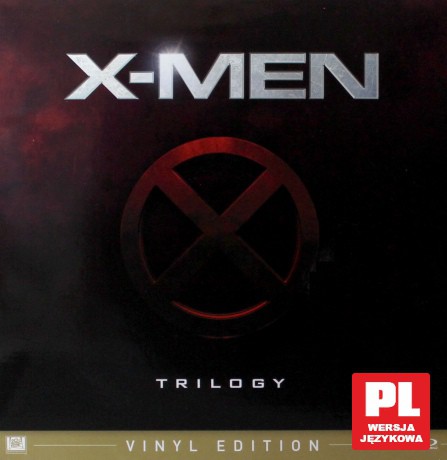 X-MEN
TRILOGY
VINYL EDITION
PL
WERSJA
JĘZYKOWA